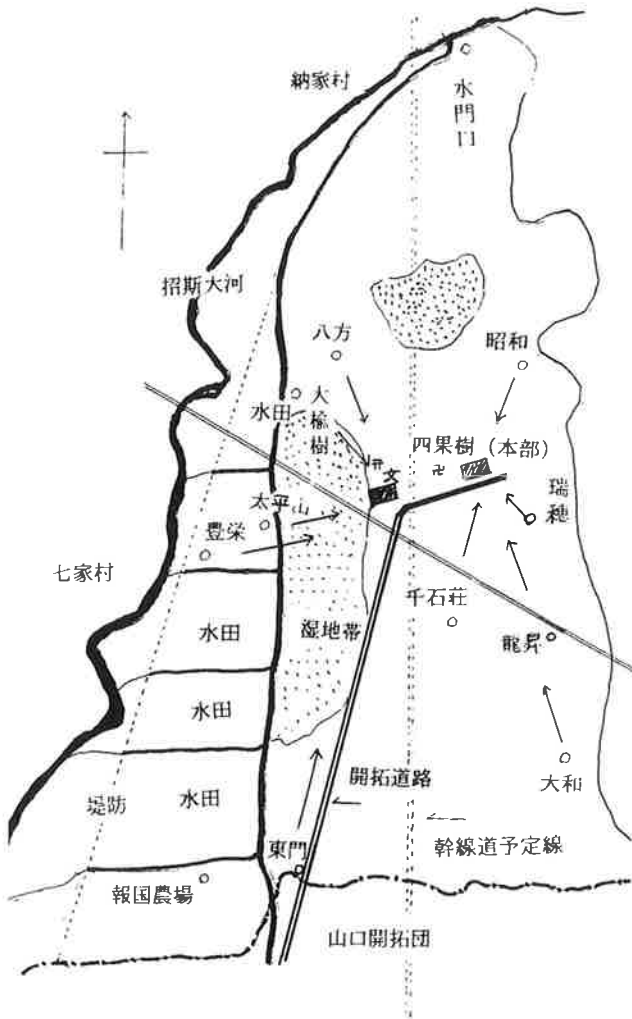 納家村
水門口
招斯大河
八方
昭和
水田
大楡樹
四果樹（本部）
卍
文
瑞穂
太平山
豊栄
七家村
千石荘
水田
湿地帯
龍昇
水田
開拓道路
大和
堤防
水田
東門
幹線道予定線
報国農場
山口開拓団